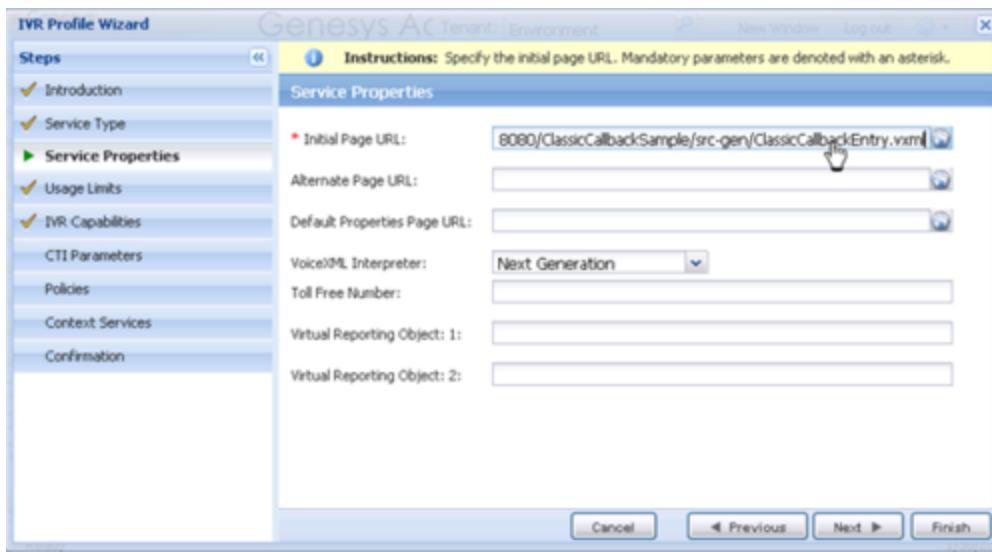 IVR Profile Wizard
Genesys Ad Tenant: Environment New Window Log out
Steps
Introduction
Service Type
Service Properties
Usage Limits
IVR Capabilities
CTI Parameters
Policies
Context Services
Confirmation
Instructions: Specify the initial page URL. Mandatory parameters are denoted with an asterisk.
Service Properties
* Initial Page URL: 8080/ClassicCallbackSample/src-gen/ClassicCallbackEntry.vxml
Alternate Page URL:
Default Properties Page URL:
VoiceXML Interpreter: Next Generation
Toll Free Number:
Virtual Reporting Object: 1:
Virtual Reporting Object: 2:
Cancel
Previous
Next
Finish